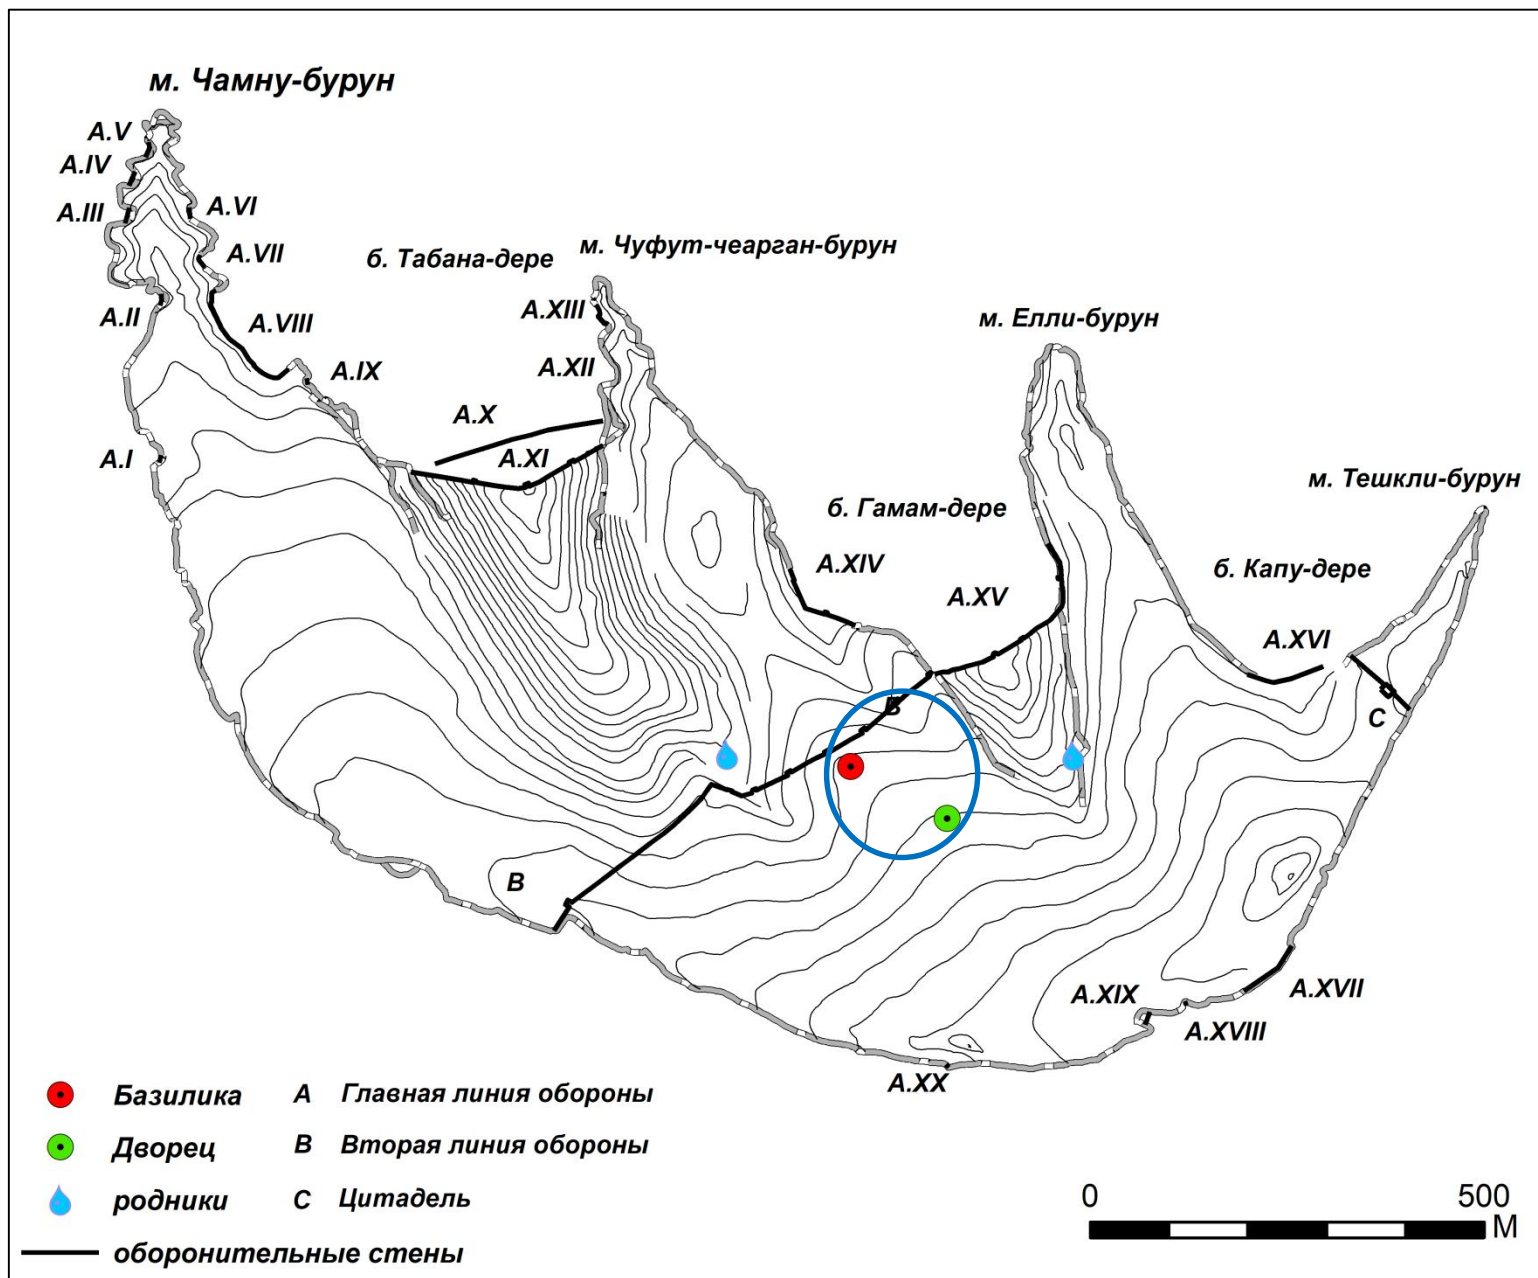 м. Чамну-бурун
A.V
A.IV
A.III
A.VI
A.VII
б. Табана-дере
м. Чуфут-чеарган-бурун
A.II
A.VIII
A.XIII
м. Елли-бурун
A.IX
A.XII
A.X
A.I
A.XI
м. Тешкли-бурун
б. Гамам-дере
A.XIV
A.XV
б. Капу-дере
A.XVI
B
C
B
A.XIX
A.XVII
A.XVIII
A.XX
Базилика A Главная линия обороны
Дворец B Вторая линия обороны
родники C Цитадель
оборонительные стены
0 500
М